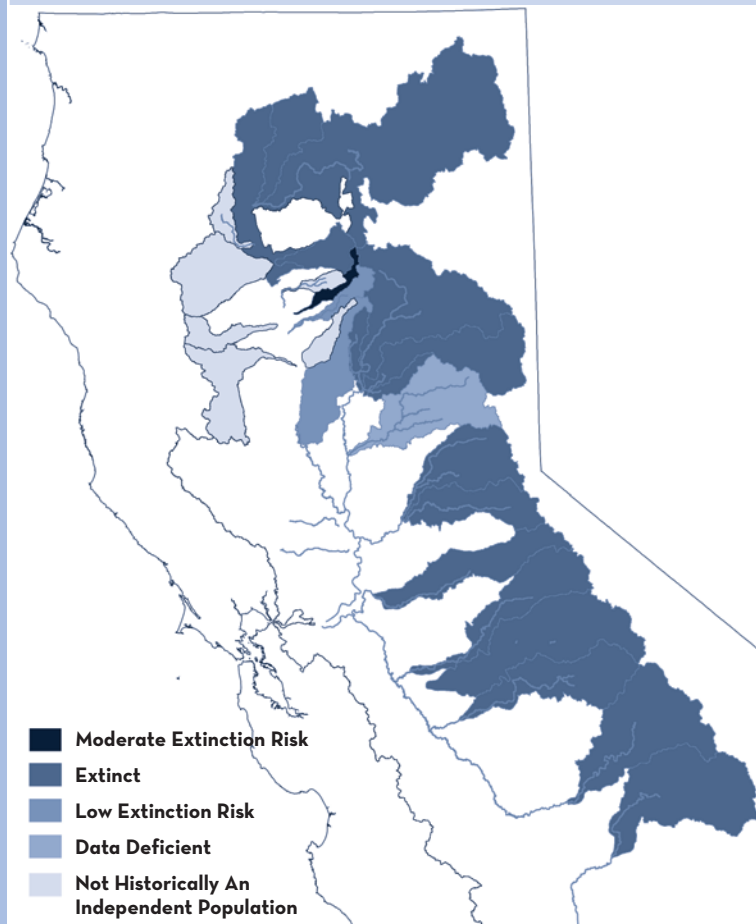 Moderate Extinction Risk
Extinct
Low Extinction Risk
Data Deficient
Not Historically An
Independent Population